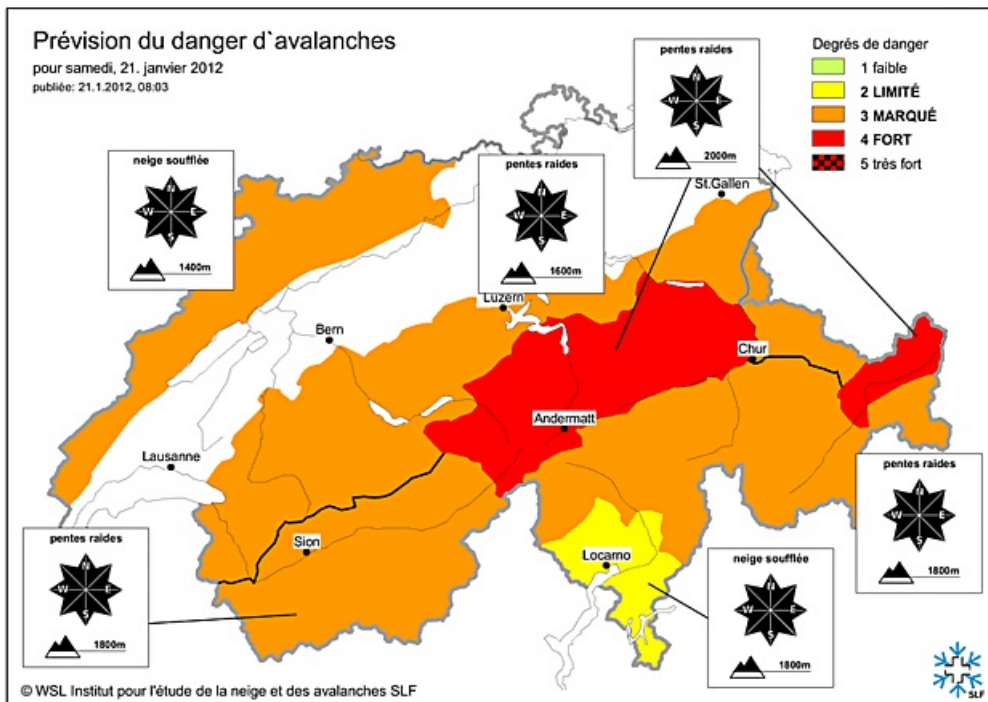 Prévision du danger d`avalanches
pour samedi, 21. janvier 2012
publiée: 21.1.2012, 08:03
Degrés de danger
1 faible
2 LIMITÉ
3 MARQUÉ
4 FORT
5 trés fort
pentes raides
N
W E
S
2000m
neige soufflée
N
W E
S
1400m
pentes raides
N
W E
S
1600m
St.Gallen
Luzern
Bern
Chur
Andermatt
Lausanne
Sion
Locarno
pentes raides
N
W E
S
1800m
pentes raides
N
W E
S
1800m
neige soufflée
N
W E
S
1800m
© WSL Institut pour l'étude de la neige et des avalanches SLF
SLF